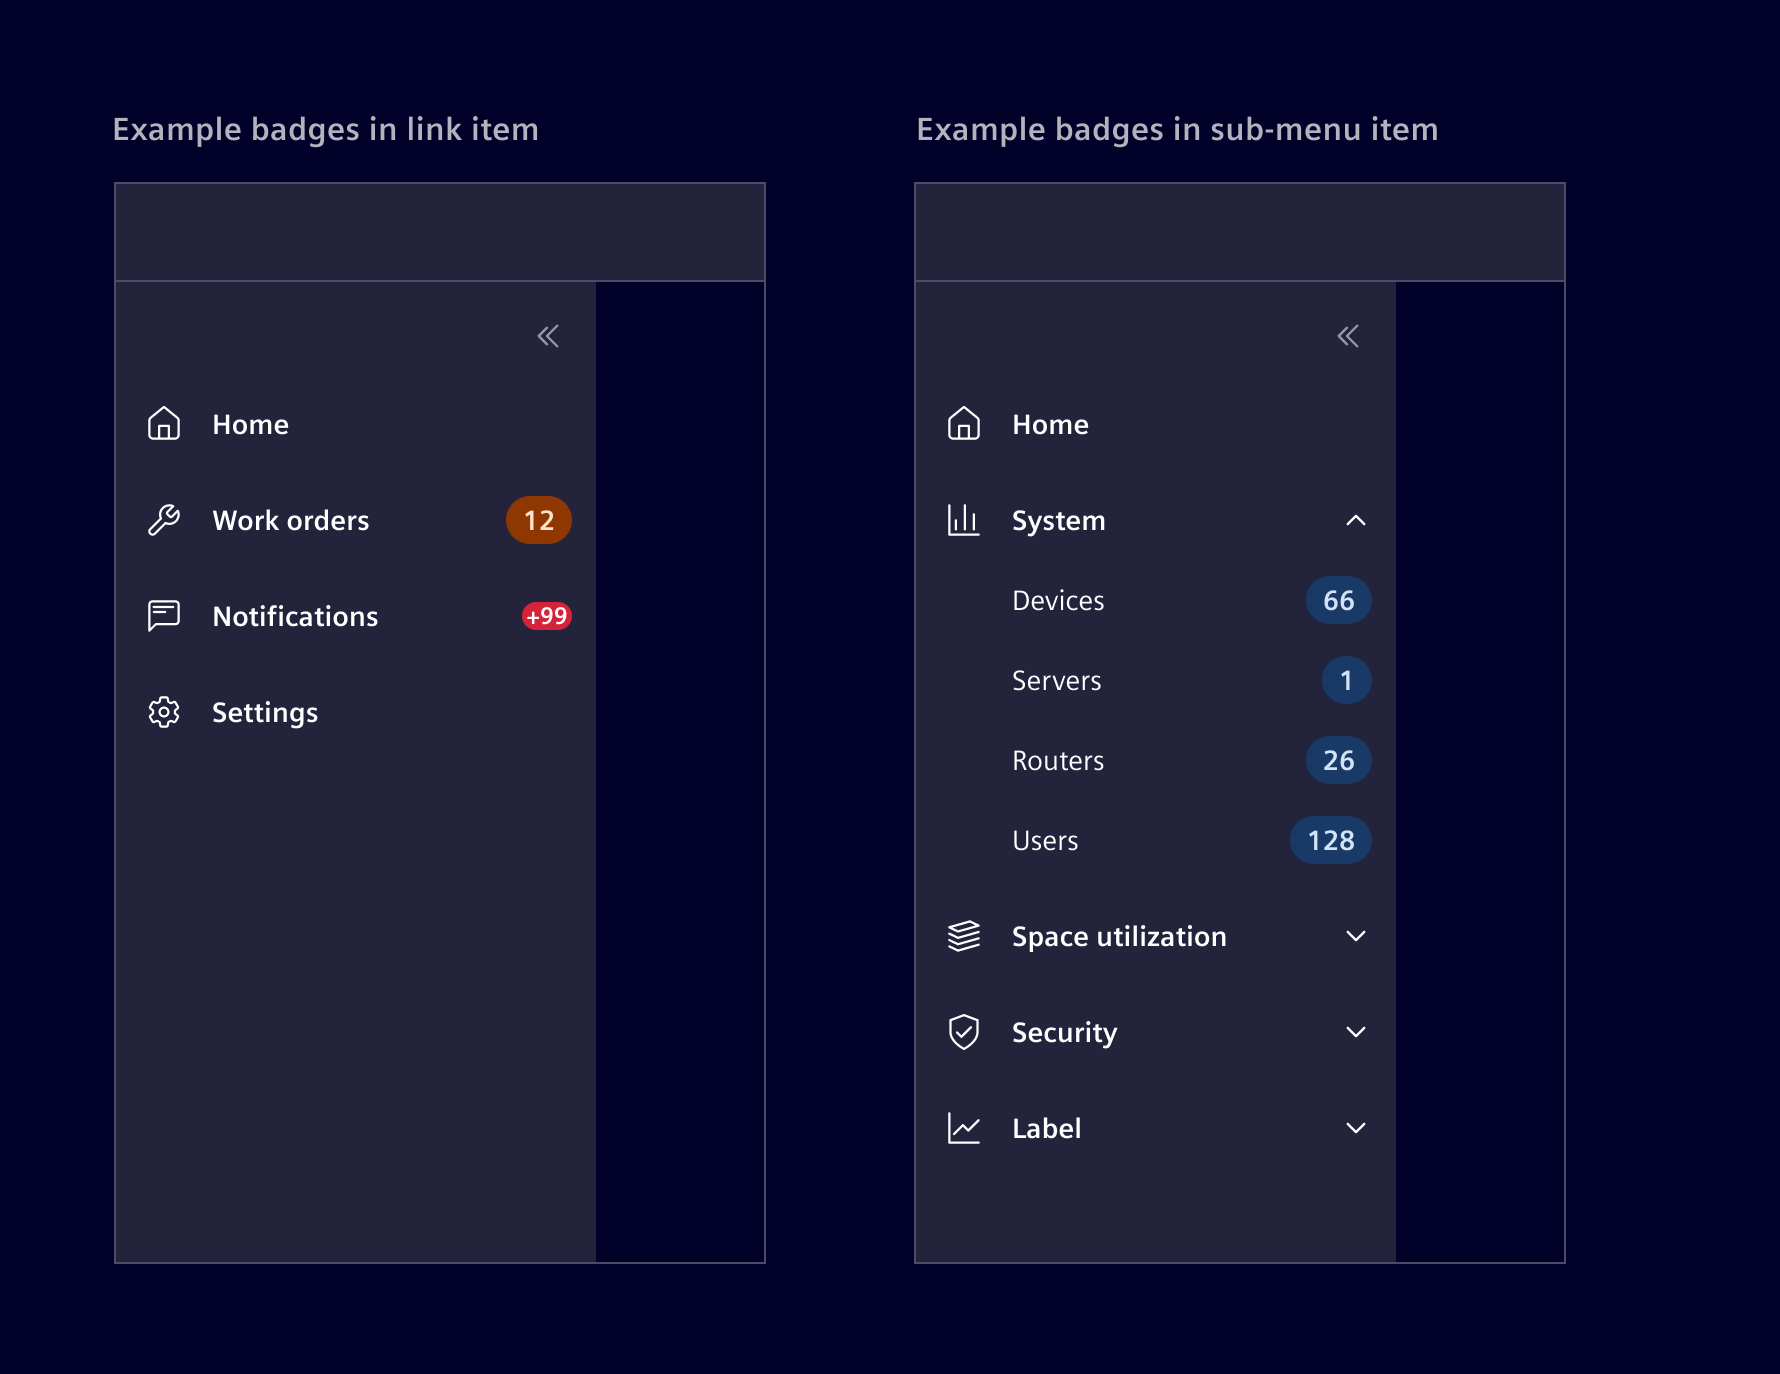 Example badges in link item
Home
Work orders 12
Notifications +99
Settings
Example badges in sub-menu item
Home
System
Devices 66
Servers 1
Routers 26
Users 128
Space utilization
Security
Label